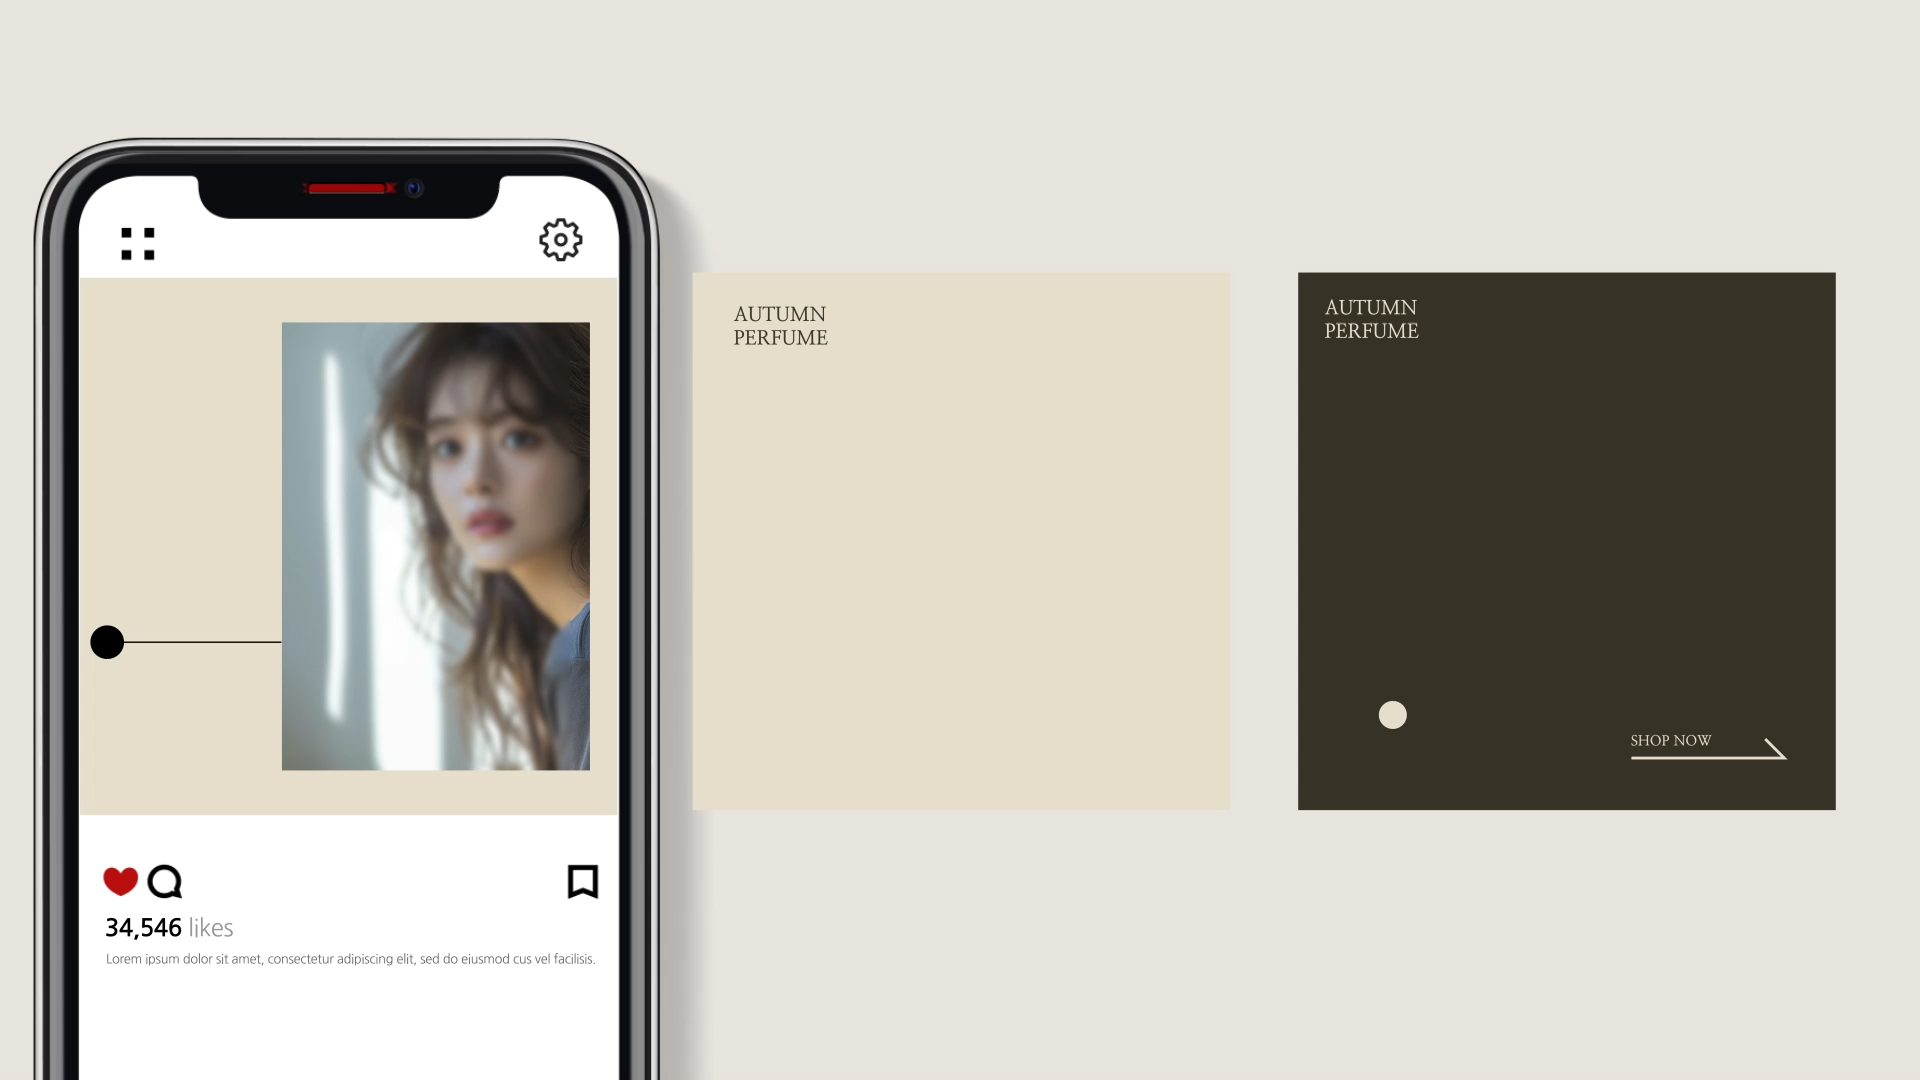 AUTUMN
PERFUME
AUTUMN
PERFUME
SHOP NOW
34,546 likes
Lorem ipsum dolor sit amet, consectetur adipiscing elit, sed do eiusmod cus vel facilisis.